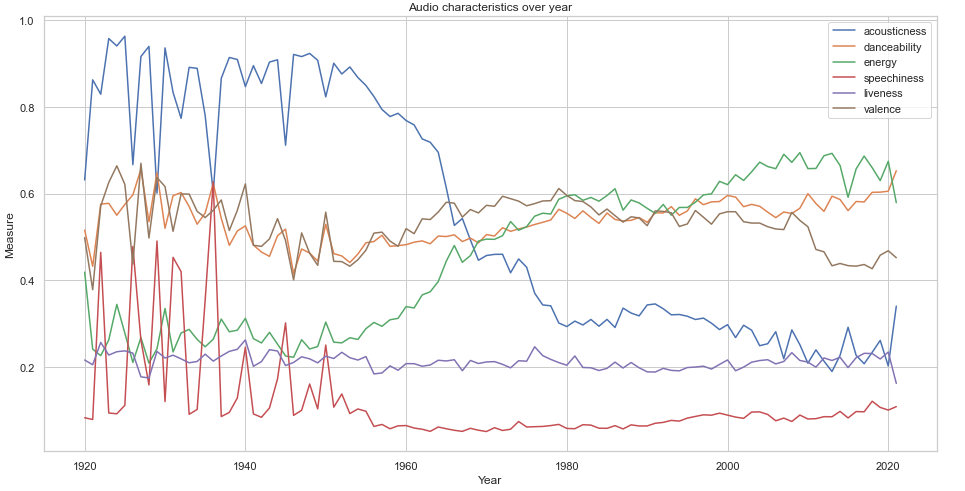 Audio characteristics over year
1.0
0.8
0.6
0.4
0.2
Measure
acousticness
danceability
energy
speechiness
liveness
valence
1920
1940
1960
1980
2000
2020
Year